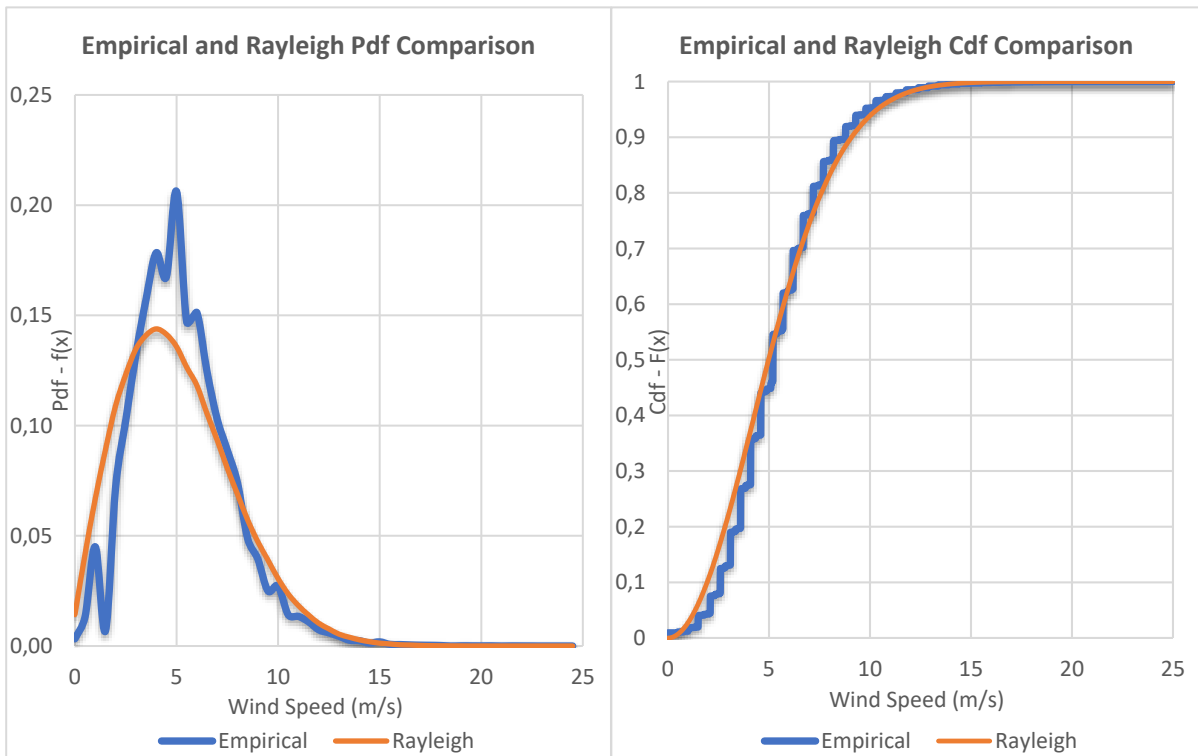 Empirical and Rayleigh Pdf Comparison
0,25
0,20
0,15
0,10
0,05
0,00
Pdf - f(x)
0 5 10 15 20 25
Wind Speed (m/s)
Empirical Rayleigh
Empirical and Rayleigh Cdf Comparison
1
0,9
0,8
0,7
0,6
0,5
0,4
0,3
0,2
0,1
0
Cdf - F(x)
0 5 10 15 20 25
Wind Speed (m/s)
Empirical Rayleigh